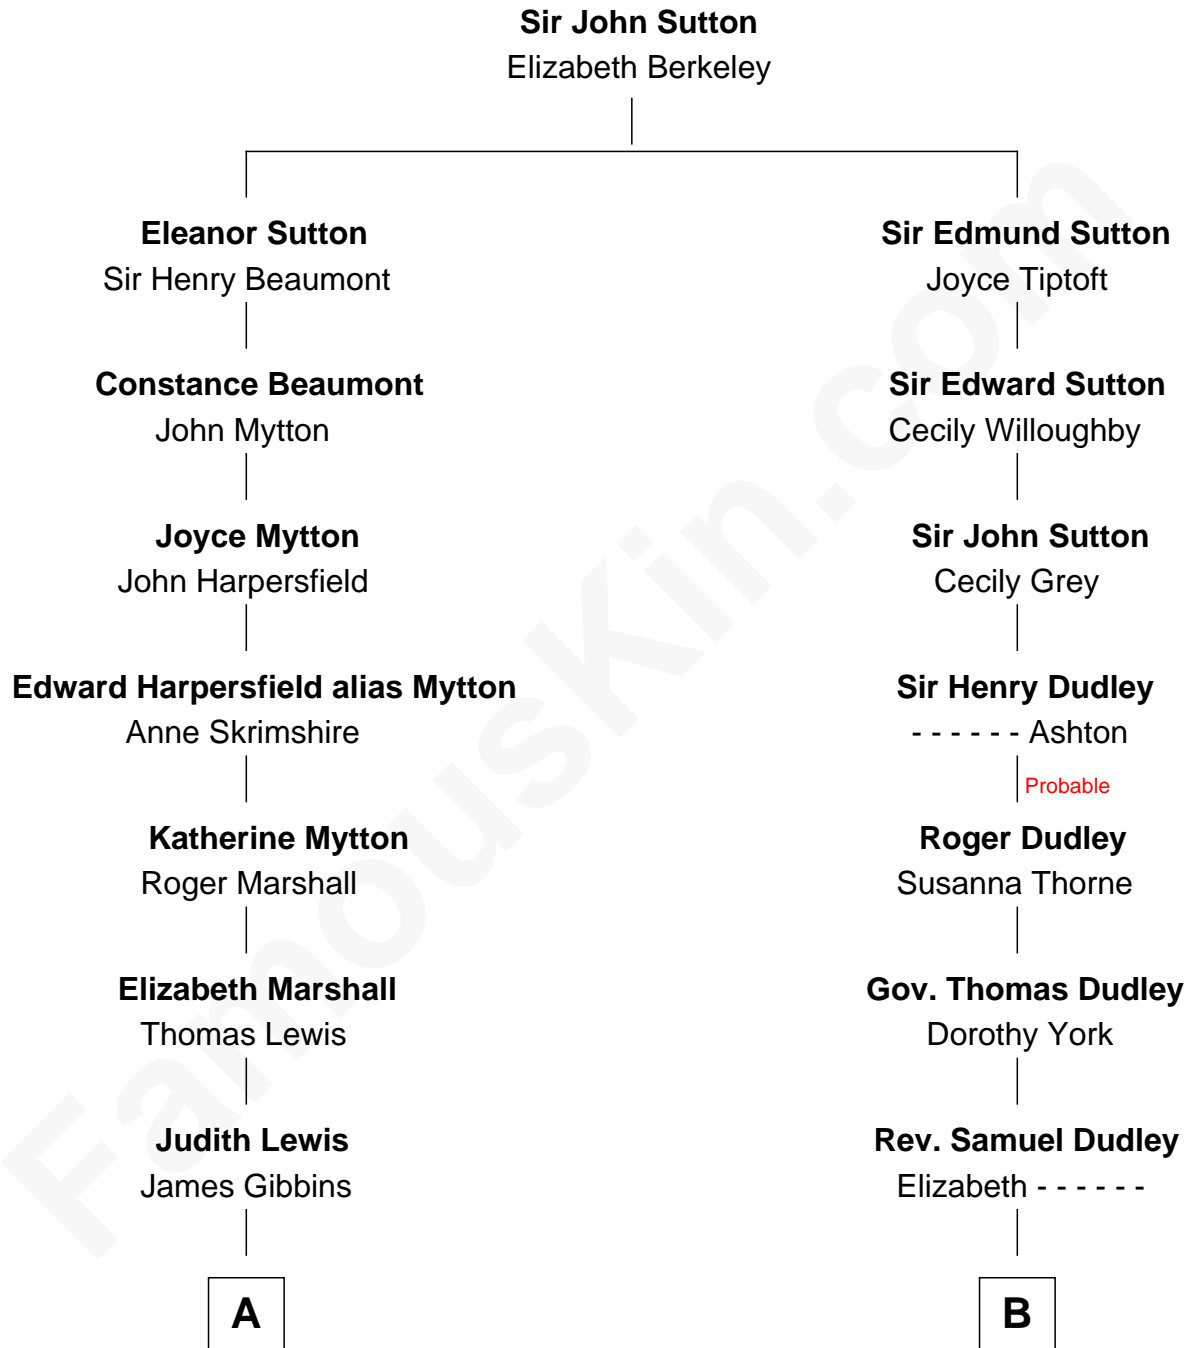 Sir John Sutton
Elizabeth Berkeley
Eleanor Sutton
Sir Henry Beaumont
Constance Beaumont
John Mytton
Joyce Mytton
John Harpersfield
Edward Harpersfield alias Mytton
Anne Skrimshire
Katherine Mytton
Roger Marshall
Elizabeth Marshall
Thomas Lewis
Judith Lewis
James Gibbins
A
Sir Edmund Sutton
Joyce Tiptoft
Sir Edward Sutton
Cecily Willoughby
Sir John Sutton
Cecily Grey
Sir Henry Dudley
- - - - - - Ashton
Probable
Roger Dudley
Susanna Thorne
Gov. Thomas Dudley
Dorothy York
Rev. Samuel Dudley
Elizabeth - - - - - -
B
FamousKin.com